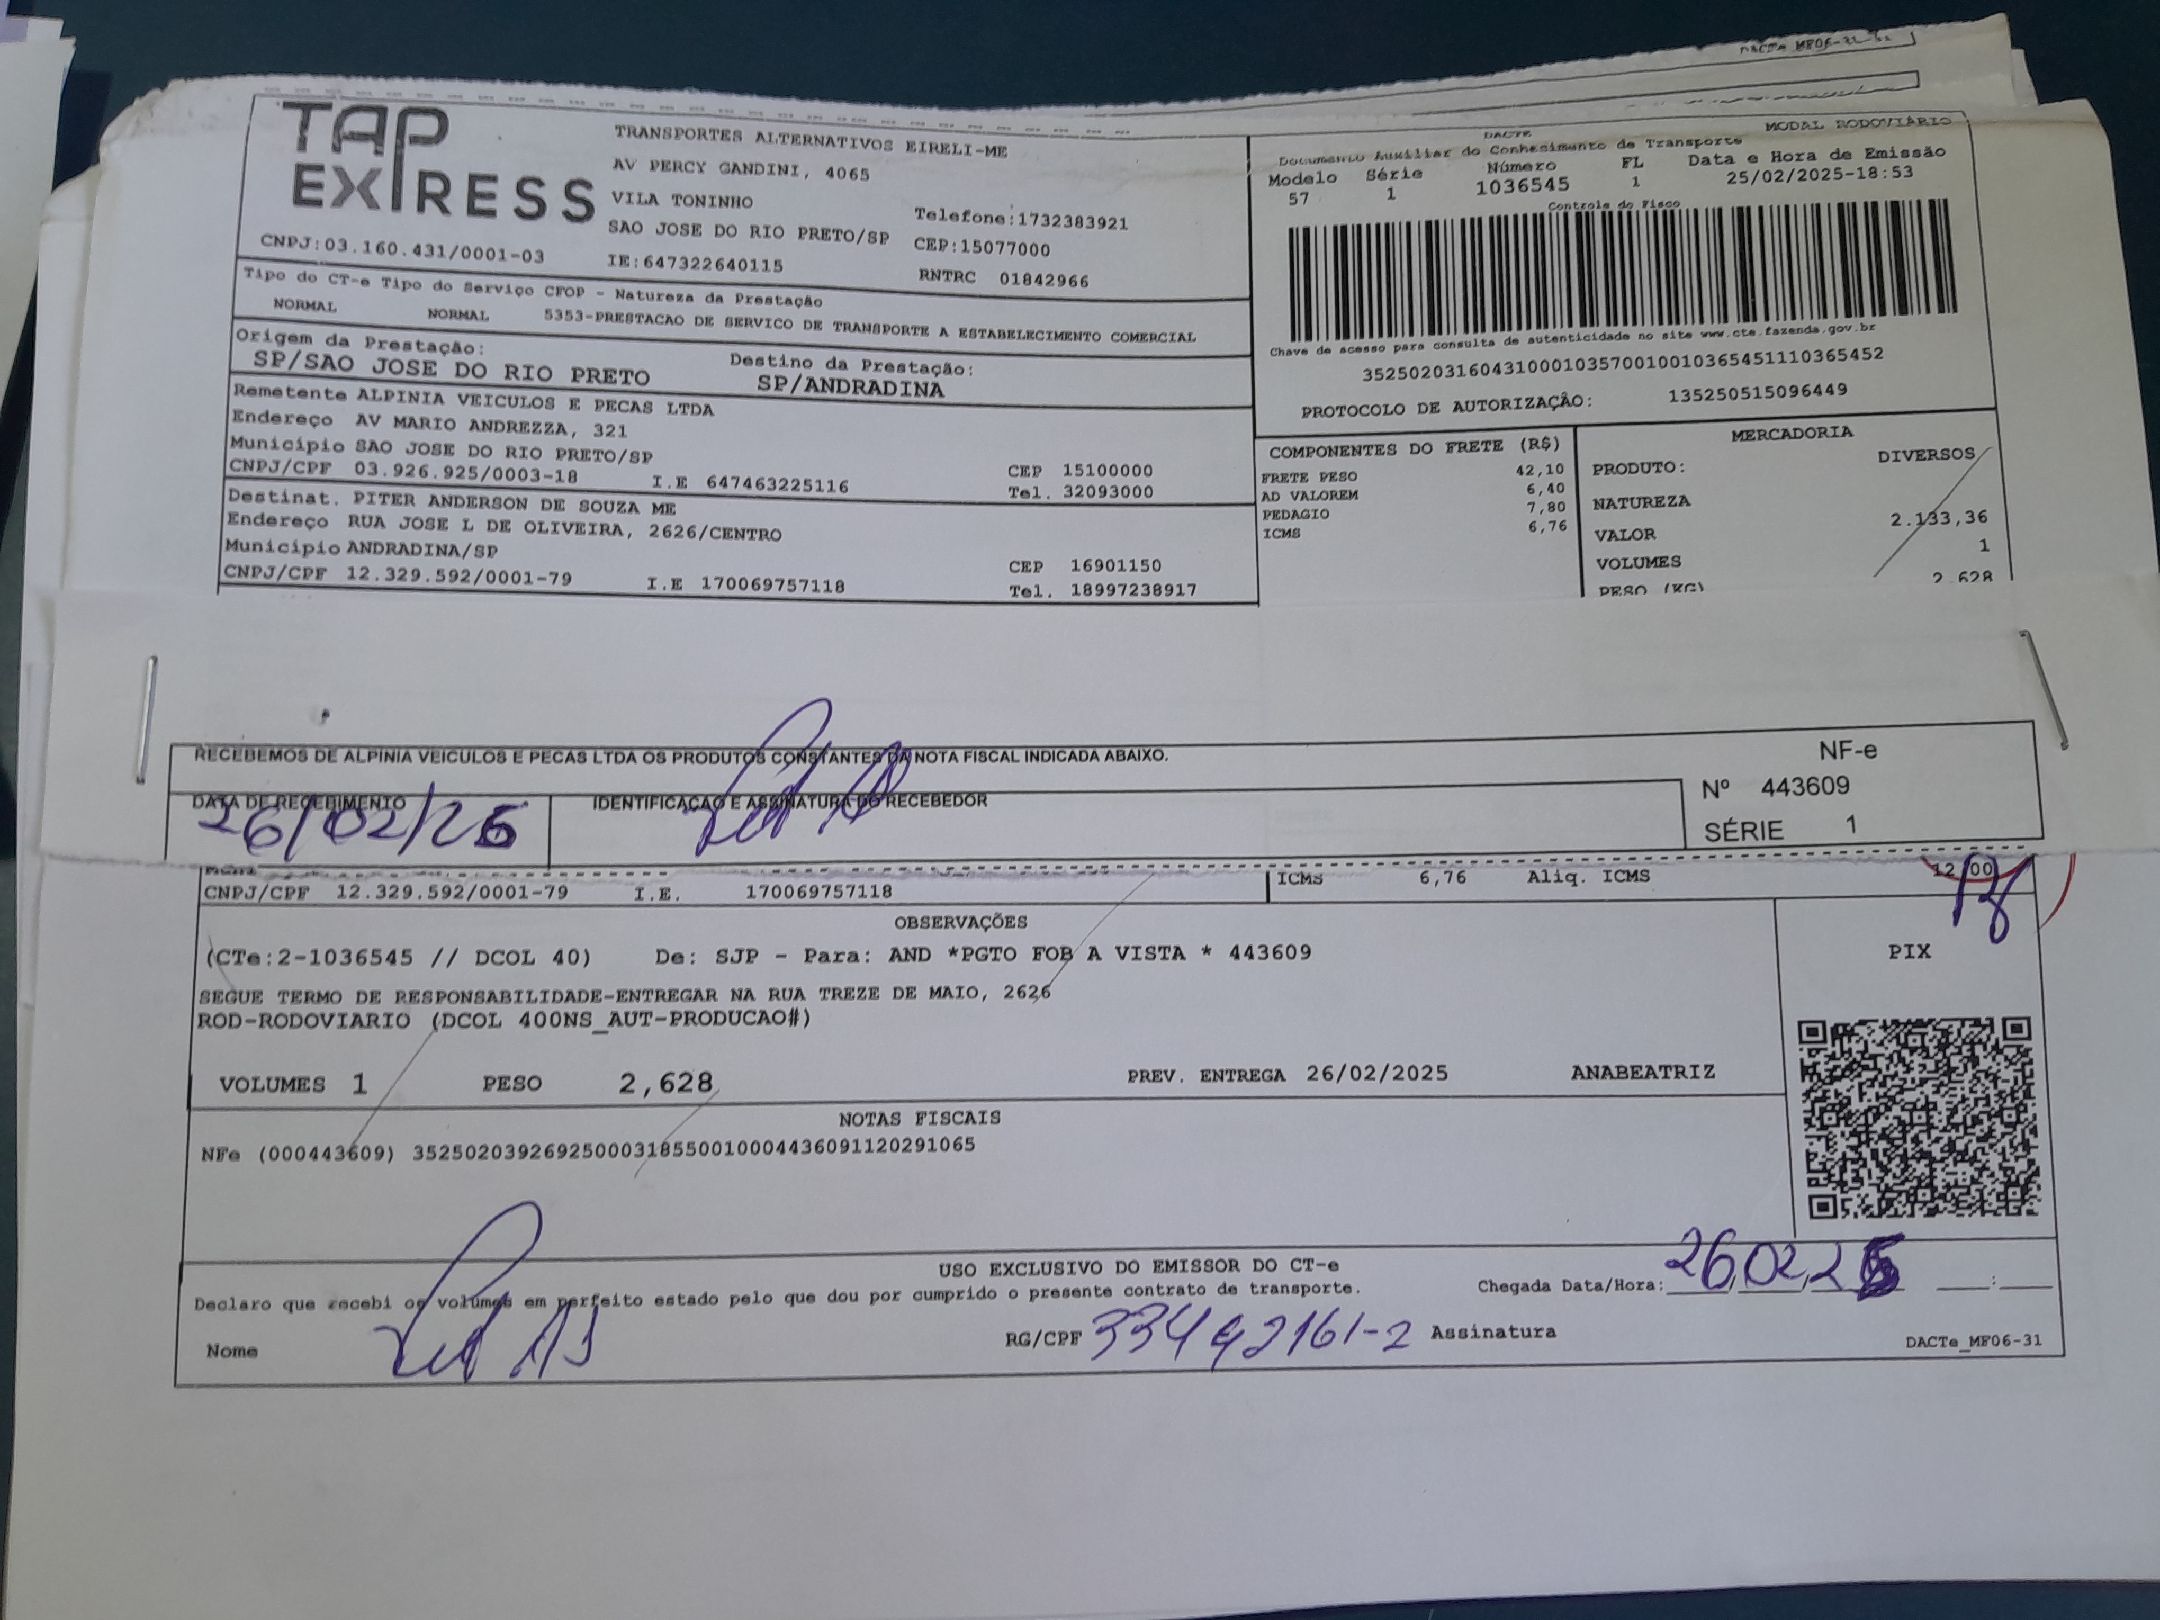 DACTe MF06-
TAP
EXPRESS
CNPJ:03.160.431/0001-03
TRANSPORTES ALTERNATIVOS EIRELI-ME
AV PERCY GANDINI, 4065
VILA TONINHO
SAO JOSE DO RIO PRETO/SP
IE:647322640115
Telefone:1732383921
CEP:15077000
RNTRC 01842966
DACTE MODAL RODOVIÁRIO
Documento Auxiliar do Conhecimento de Transporte
Modelo Série Número FL Data e Hora de Emissão
57 1 1036545 1 25/02/2025-18:53
Controle do Fisco
Chave de acesso para consulta de autenticidade no site www.cte.fazenda.gov.br
35250203160431000103570010010365451110365452
PROTOCOLO DE AUTORIZAÇÃO: 135250515096449
Tipo do CT-e Tipo do Serviço CFOP - Natureza da Prestação
NORMAL NORMAL 5353-PRESTACAO DE SERVICO DE TRANSPORTE A ESTABELECIMENTO COMERCIAL
Origem da Prestação: Destino da Prestação:
SP/SAO JOSE DO RIO PRETO SP/ANDRADINA
Remetente ALPINIA VEICULOS E PECAS LTDA
Endereço AV MARIO ANDREZZA, 321
Município SAO JOSE DO RIO PRETO/SP CEP 15100000
CNPJ/CPF 03.926.925/0003-18 I.E 647463225116 Tel. 32093000
Destinat. PITER ANDERSON DE SOUZA ME
Endereço RUA JOSE L DE OLIVEIRA, 2626/CENTRO
Município ANDRADINA/SP CEP 16901150
CNPJ/CPF 12.329.592/0001-79 I.E 170069757118 Tel. 18997238917
COMPONENTES DO FRETE (R$)
FRETE PESO 42,10
AD VALOREM 6,40
PEDAGIO 7,80
ICMS 6,76
MERCADORIA
PRODUTO: DIVERSOS
NATUREZA
VALOR 2.133,36
VOLUMES 1
PESO (KG) 2,628
RECEBEMOS DE ALPINIA VEICULOS E PECAS LTDA OS PRODUTOS CONSTANTES DA NOTA FISCAL INDICADA ABAIXO.
DATA DE RECEBIMENTO IDENTIFICAÇÃO E ASSINATURA DO RECEBEDOR
26/02/25
NF-e
Nº 443609
SÉRIE 1
CNPJ/CPF 12.329.592/0001-79 I.E. 170069757118 ICMS 6,76 Aliq. ICMS 12,00
OBSERVAÇÕES
(CTe:2-1036545 // DCOL 40) De: SJP - Para: AND *PGTO FOB A VISTA * 443609
SEGUE TERMO DE RESPONSABILIDADE-ENTREGAR NA RUA TREZE DE MAIO, 2626
ROD-RODOVIARIO (DCOL 400NS_AUT-PRODUCAO#)
VOLUMES 1 PESO 2,628 PREV. ENTREGA 26/02/2025 ANABEATRIZ
PIX
NOTAS FISCAIS
NFe (000443609) 35250203926925000318550010004436091120291065
USO EXCLUSIVO DO EMISSOR DO CT-e
Declaro que recebi os volumes em perfeito estado pelo que dou por cumprido o presente contrato de transporte. Chegada Data/Hora: 26/02/25 :
Nome RG/CPF 33492161-2 Assinatura
DACTe_MF06-31